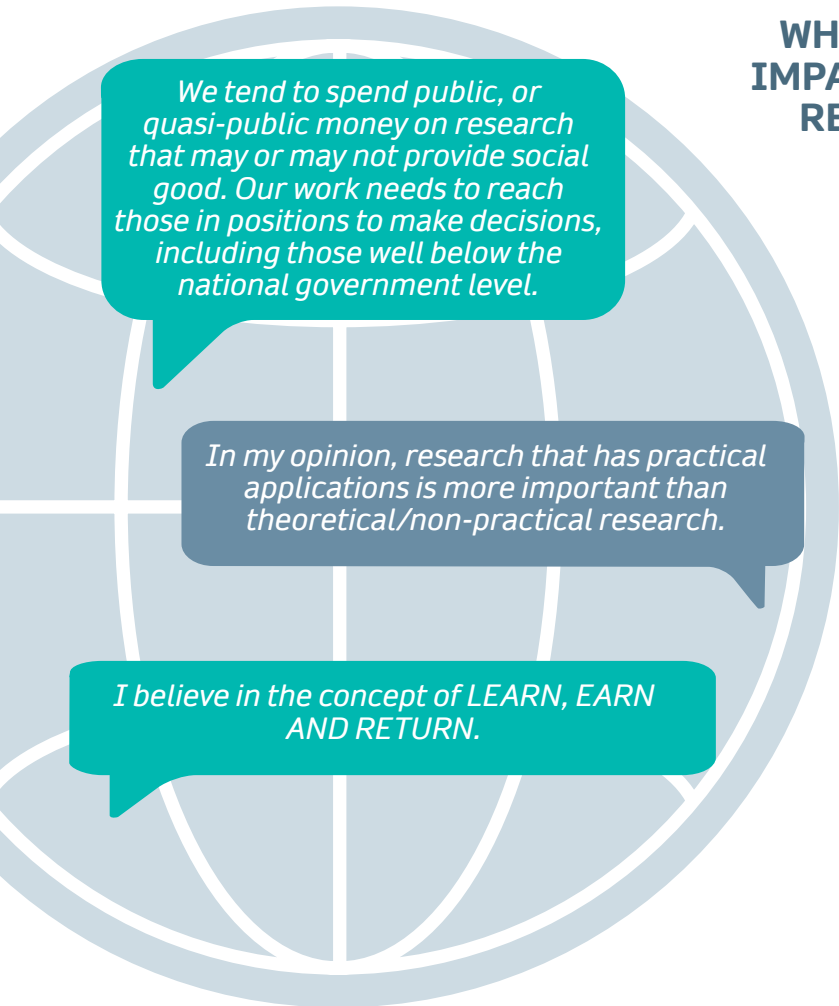 WH
IMPA
RE
We tend to spend public, or
quasi-public money on research
that may or may not provide social
good. Our work needs to reach
those in positions to make decisions,
including those well below the
national government level.
In my opinion, research that has practical
applications is more important than
theoretical/non-practical research.
I believe in the concept of LEARN, EARN
AND RETURN.